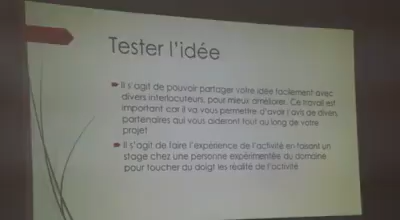 Tester l'idée
Il s'agit de pouvoir partager votre idée facilement avec
divers interlocuteurs, pour mieux améliorer. Ce travail est
important car il va vous permettre d'avoir l'avis de divers
partenaires qui vous aideront tout au long de votre
projet
Il s'agit de faire l'expérience de l'activité en faisant un
stage chez une personne expérimentée du domaine
pour toucher du doigt les réalité de l'activité